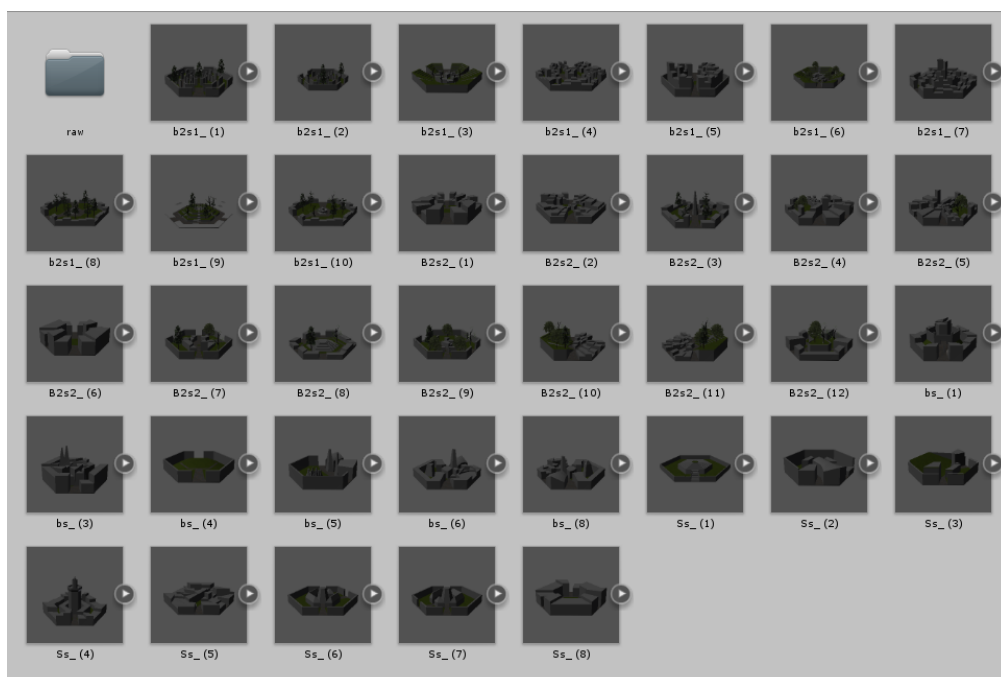 raw b2s1_ (1) b2s1_ (2) b2s1_ (3) b2s1_ (4) b2s1_ (5) b2s1_ (6) b2s1_ (7)
b2s1_ (8) b2s1_ (9) b2s1_ (10) B2s2_ (1) B2s2_ (2) B2s2_ (3) B2s2_ (4) B2s2_ (5)
B2s2_ (6) B2s2_ (7) B2s2_ (8) B2s2_ (9) B2s2_ (10) B2s2_ (11) B2s2_ (12) bs_ (1)
bs_ (3) bs_ (4) bs_ (5) bs_ (6) bs_ (8) Ss_ (1) Ss_ (2) Ss_ (3)
Ss_ (4) Ss_ (5) Ss_ (6) Ss_ (7) Ss_ (8)